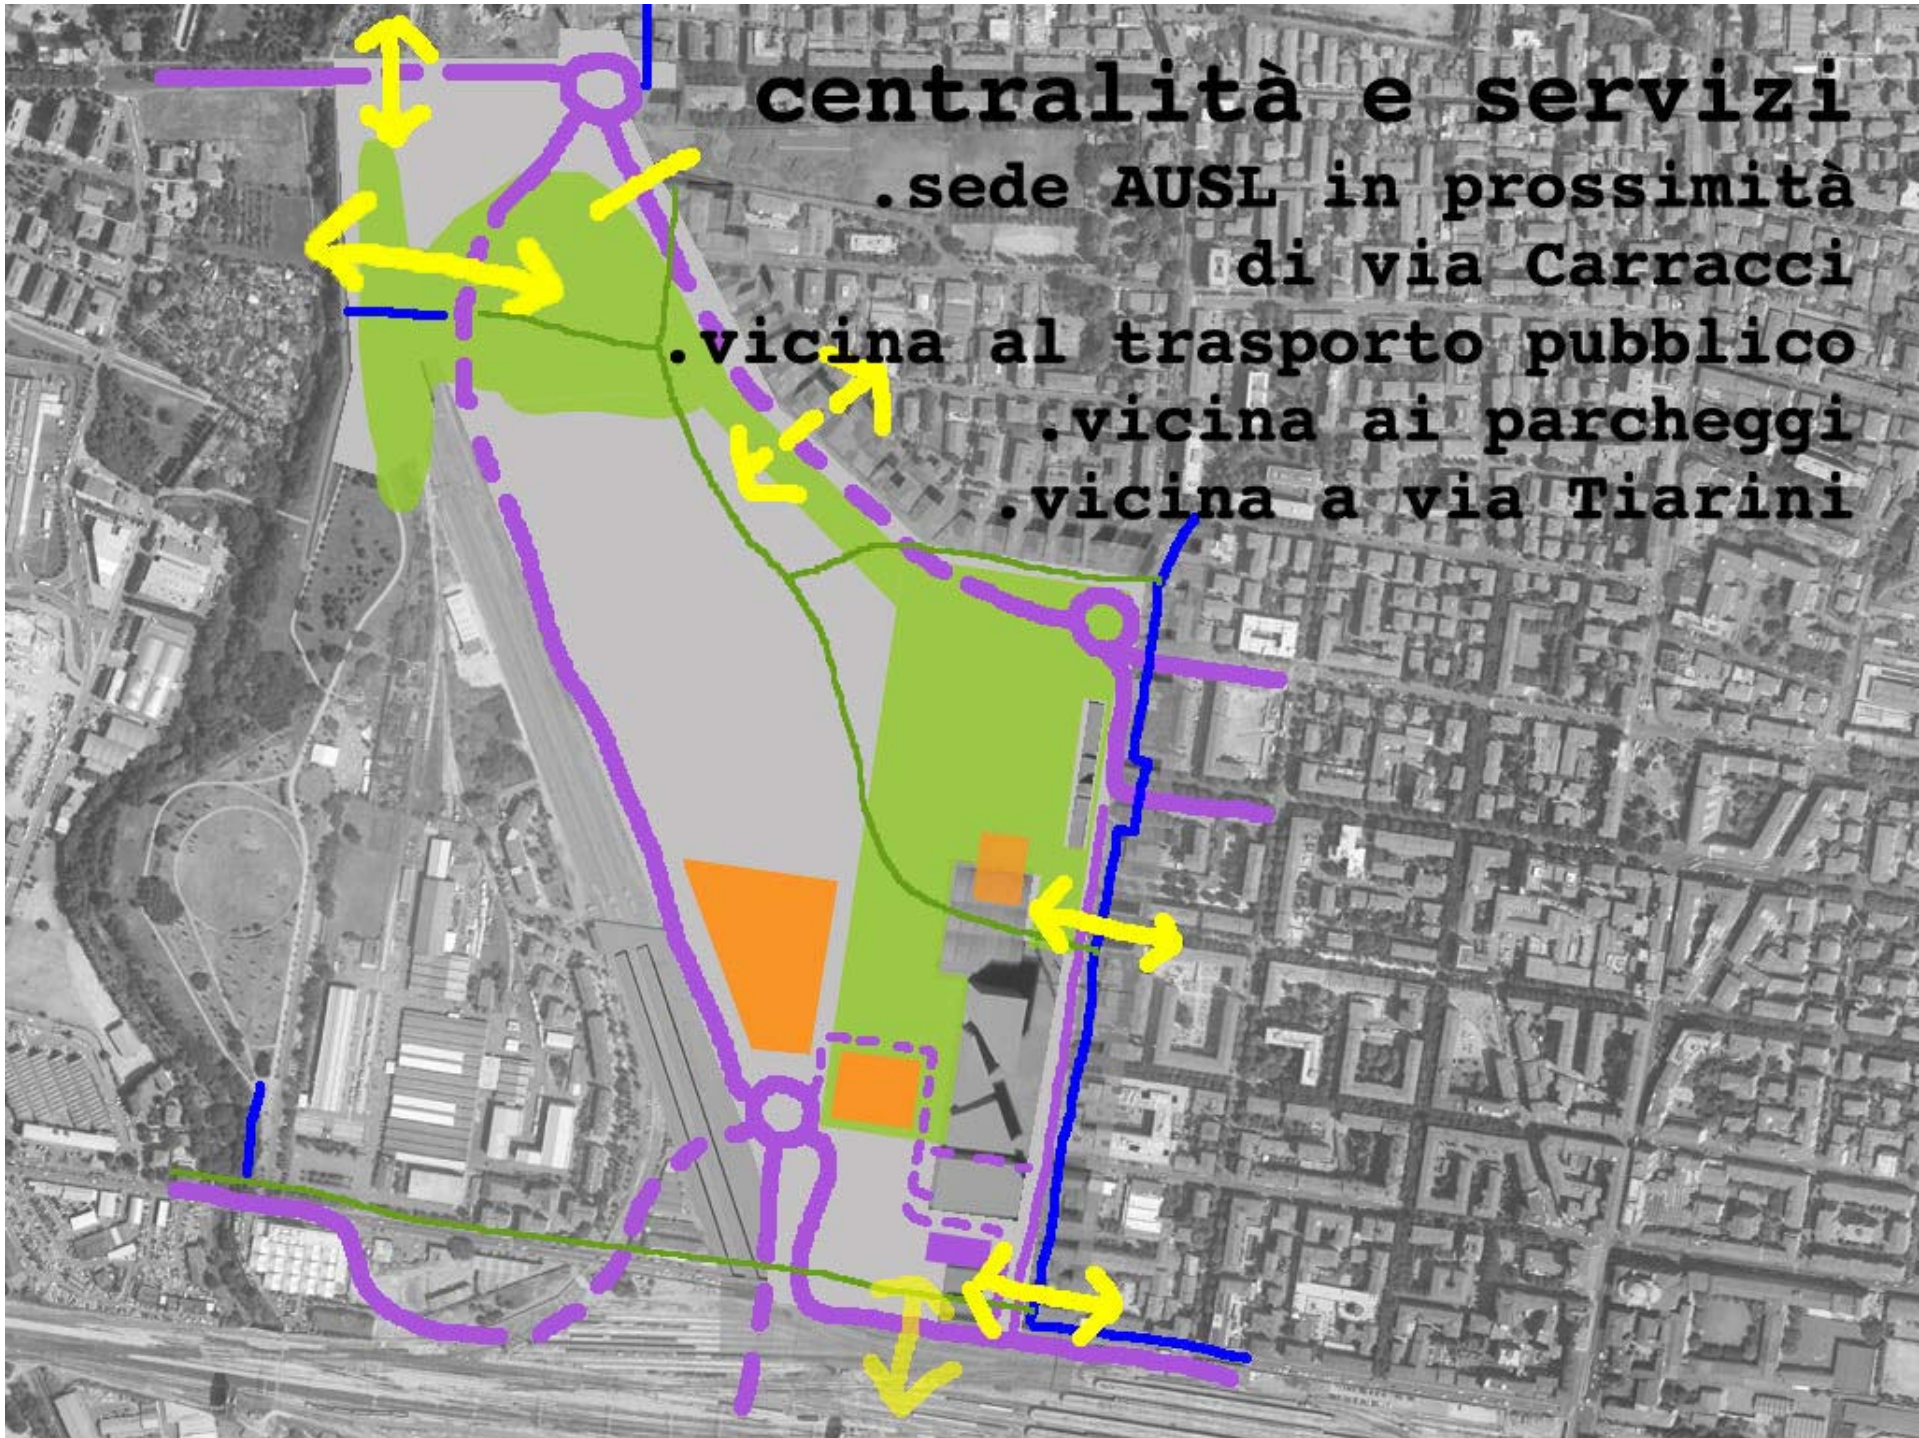 centralità e servizi
.sede AUSL in prossimità
di via Carracci
.vicina al trasporto pubblico
.vicina ai parcheggi
.vicina a via Tiarini